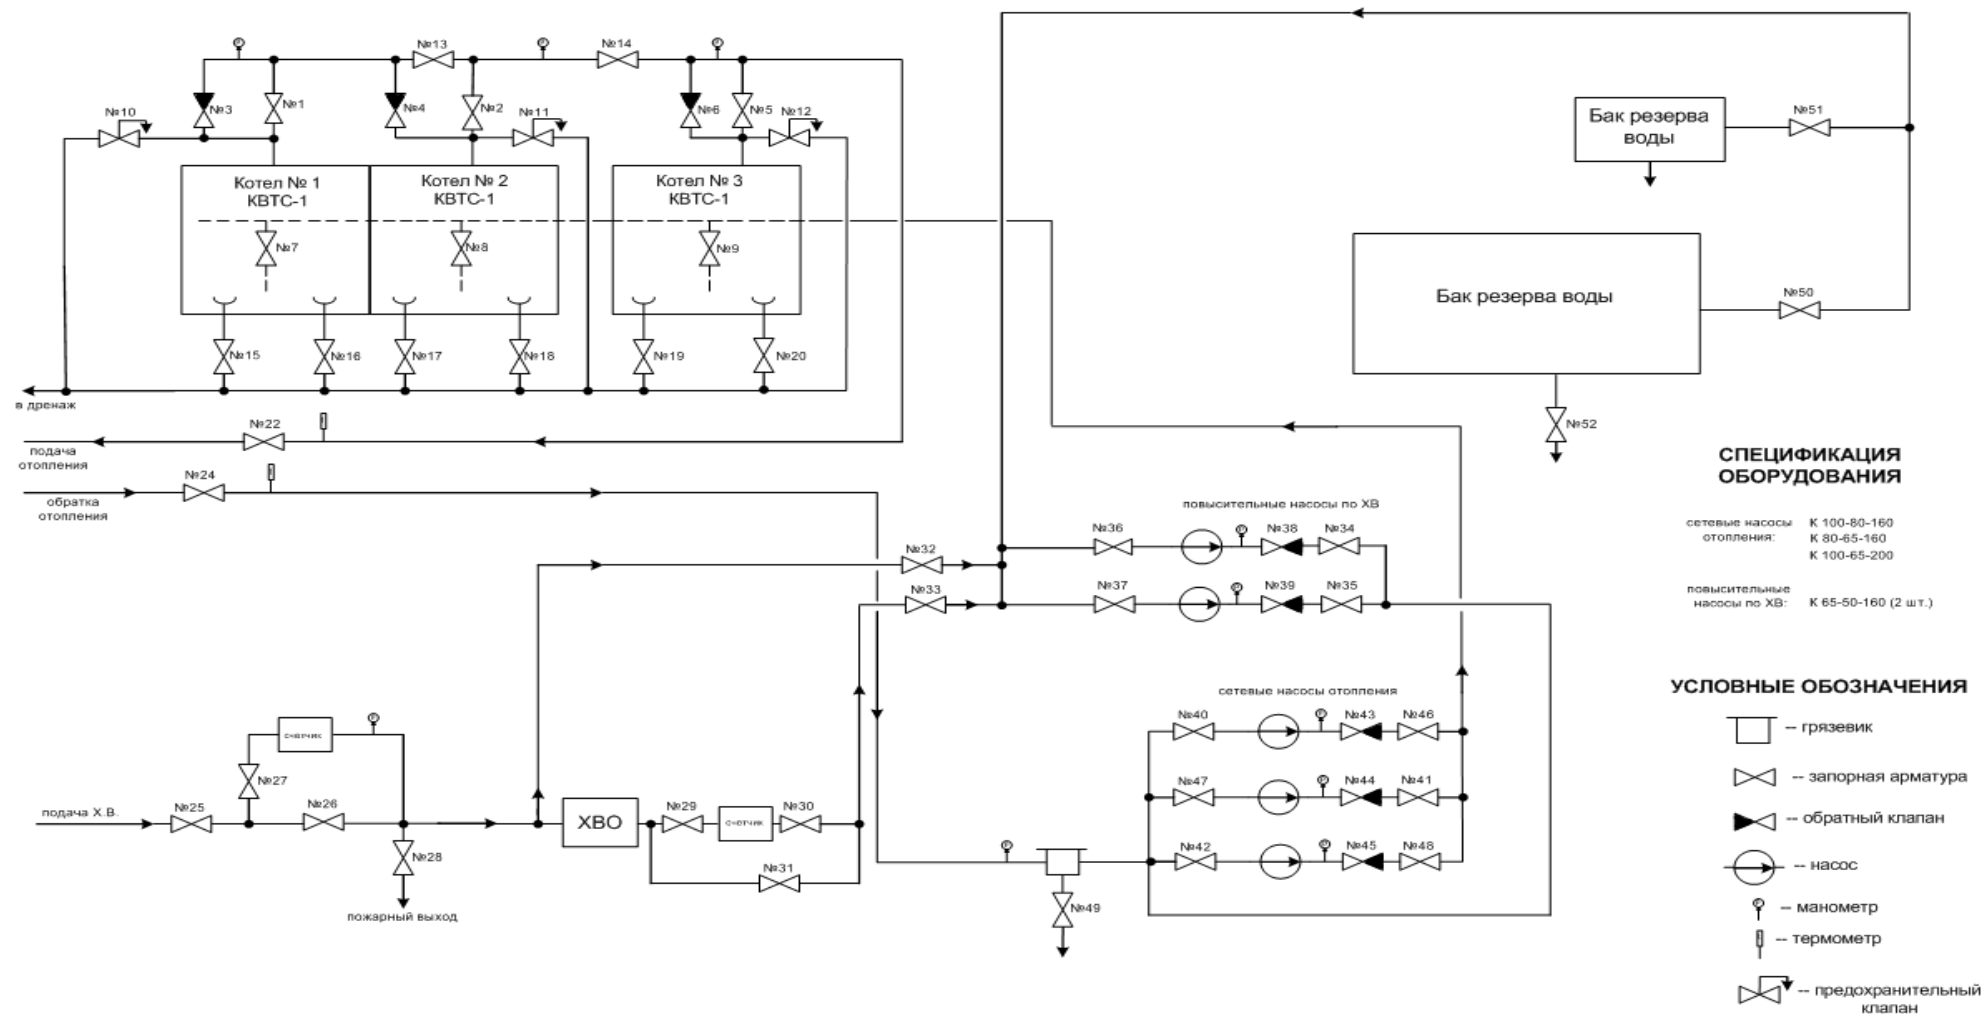 №13
№14
№10
№3
№1
№4
№2
№11
№6
№5
№12
№51
Бак резерва
воды
Котел № 1
КВТС-1
Котел № 2
КВТС-1
Котел № 3
КВТС-1
№7
№8
№9
№50
Бак резерва воды
№15
№16
№17
№18
№19
№20
в дренаж
№22
подача
отопления
№52
№24
обратка
отопления
СПЕЦИФИКАЦИЯ
ОБОРУДОВАНИЯ
сетевые насосы
отопления:
К 100-80-160
К 80-65-160
К 100-65-200
повысительные
насосы по ХВ:
К 65-50-160 (2 шт.)
повысительные насосы по ХВ
№36
№38
№34
№32
№37
№39
№35
№33
сетевые насосы отопления
№40
№43
№46
№47
№44
№41
№42
№45
№48
№49
счетчик
№27
подача Х.В.
№25
№26
№28
пожарный выход
ХВО
№29
счетчик
№30
№31
УСЛОВНЫЕ ОБОЗНАЧЕНИЯ
-- грязевик
-- запорная арматура
-- обратный клапан
-- насос
-- манометр
-- термометр
-- предохранительный
клапан